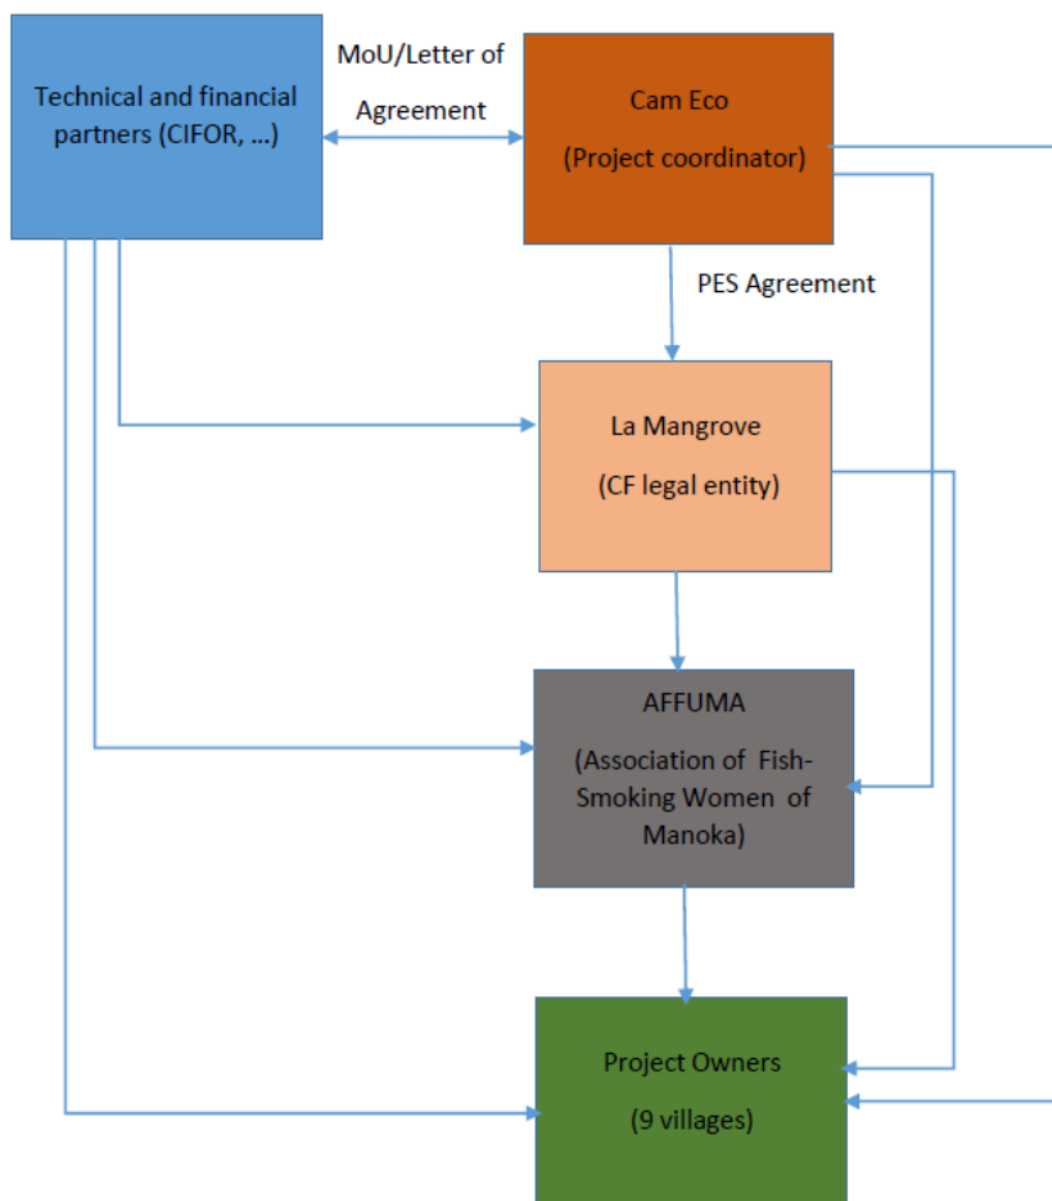 Technical and financial
partners (CIFOR, ...)
MoU/Letter of
Agreement
Cam Eco
(Project coordinator)
PES Agreement
La Mangrove
(CF legal entity)
AFFUMA
(Association of Fish-
Smoking Women of
Manoka)
Project Owners
(9 villages)